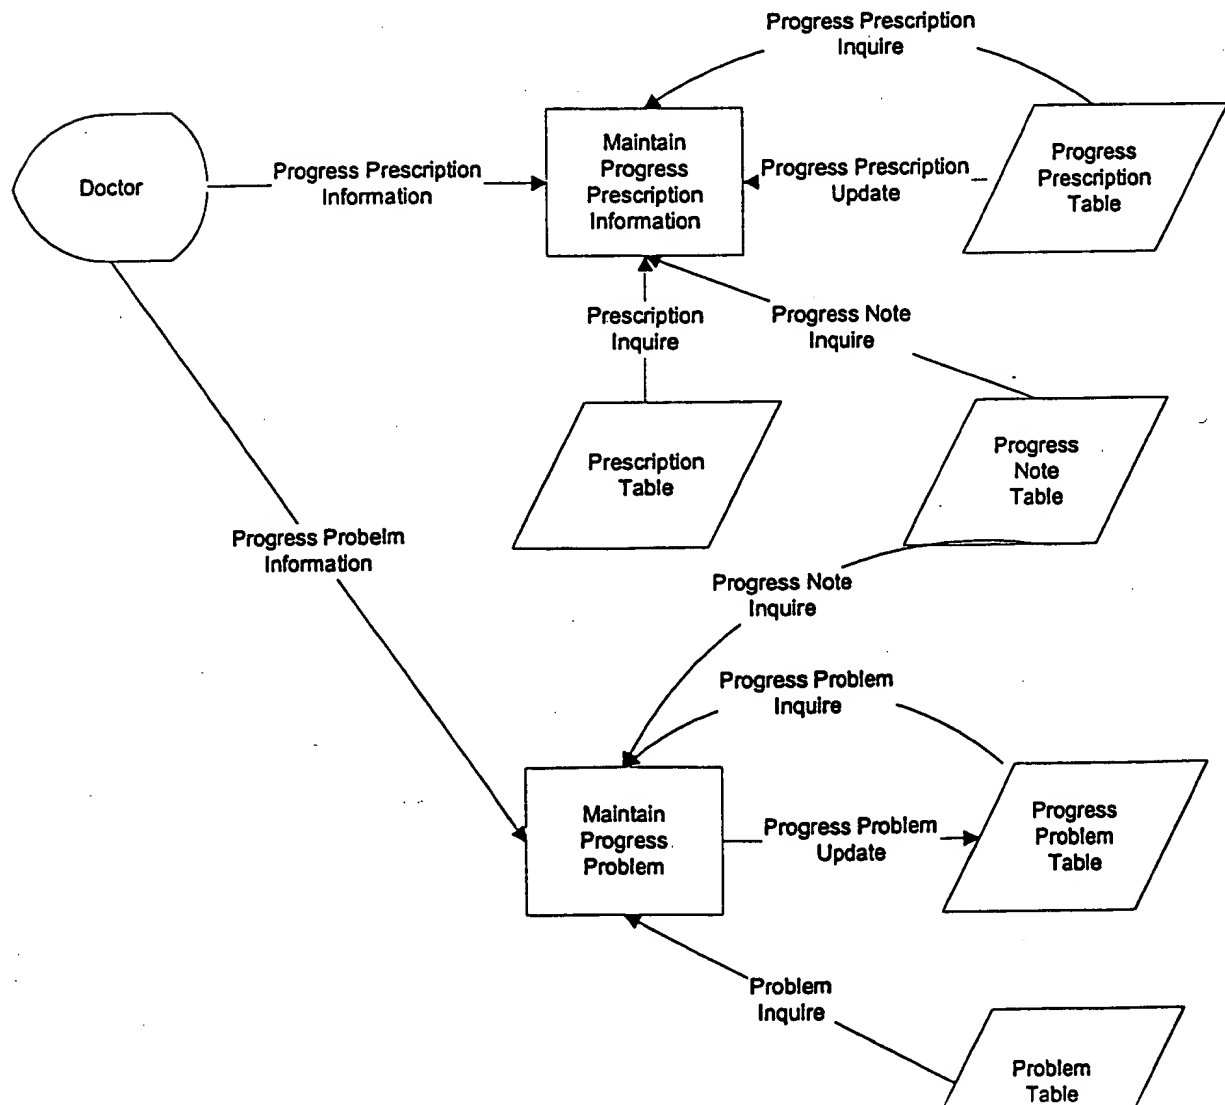 Progress Prescription
Inquire
Doctor
Progress Prescription
Information
Maintain
Progress
Prescription
Information
Progress Prescription
Update
Progress
Prescription
Table
Prescription
Inquire
Progress Note
Inquire
Prescription
Table
Progress
Note
Table
Progress Probelm
Information
Progress Note
Inquire
Progress Problem
Inquire
Maintain
Progress
Problem
Progress Problem
Update
Progress
Problem
Table
Problem
Inquire
Problem
Table